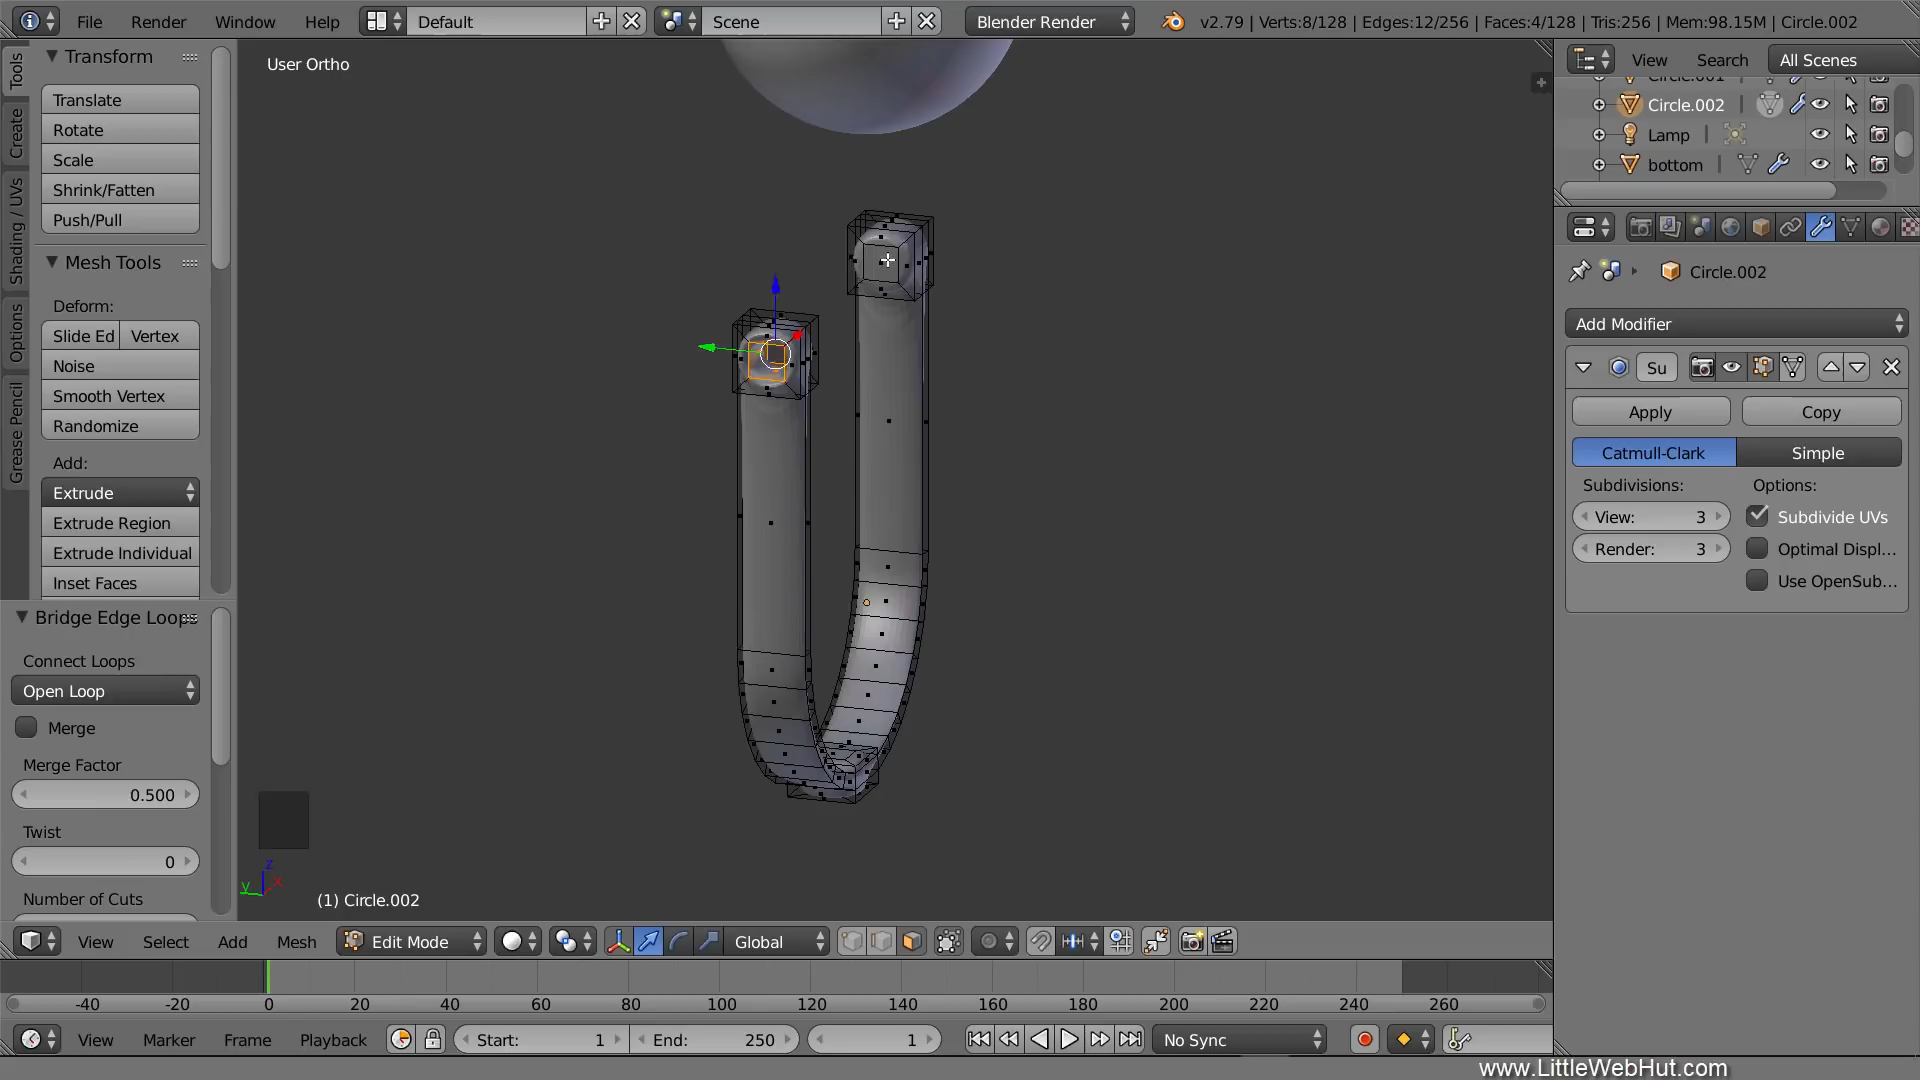 File Render Window Help Default Scene Blender Render v2.79 | Verts:8/128 | Edges:12/256 | Faces:4/128 | Tris:256 | Mem:98.15M | Circle.002
Tools
Create
Shading / UVs
Options
Grease Pencil
Transform
Translate
Rotate
Scale
Shrink/Fatten
Push/Pull
Mesh Tools
Deform:
Slide Ed Vertex
Noise
Smooth Vertex
Randomize
Add:
Extrude
Extrude Region
Extrude Individual
Inset Faces
Bridge Edge Loops
Connect Loops
Open Loop
Merge
Merge Factor
0.500
Twist
0
Number of Cuts
User Ortho
z
y x
(1) Circle.002
View Search All Scenes
Circle.001
Circle.002
Lamp
bottom
Circle.002
Add Modifier
Su
Apply Copy
Catmull-Clark Simple
Subdivisions: Options:
View: 3 Subdivide UVs
Render: 3 Optimal Displ...
Use OpenSub...
View Select Add Mesh Edit Mode Global
-40 -20 0 20 40 60 80 100 120 140 160 180 200 220 240 260
View Marker Frame Playback Start: 1 End: 250 1 No Sync
www.LittleWebHut.com